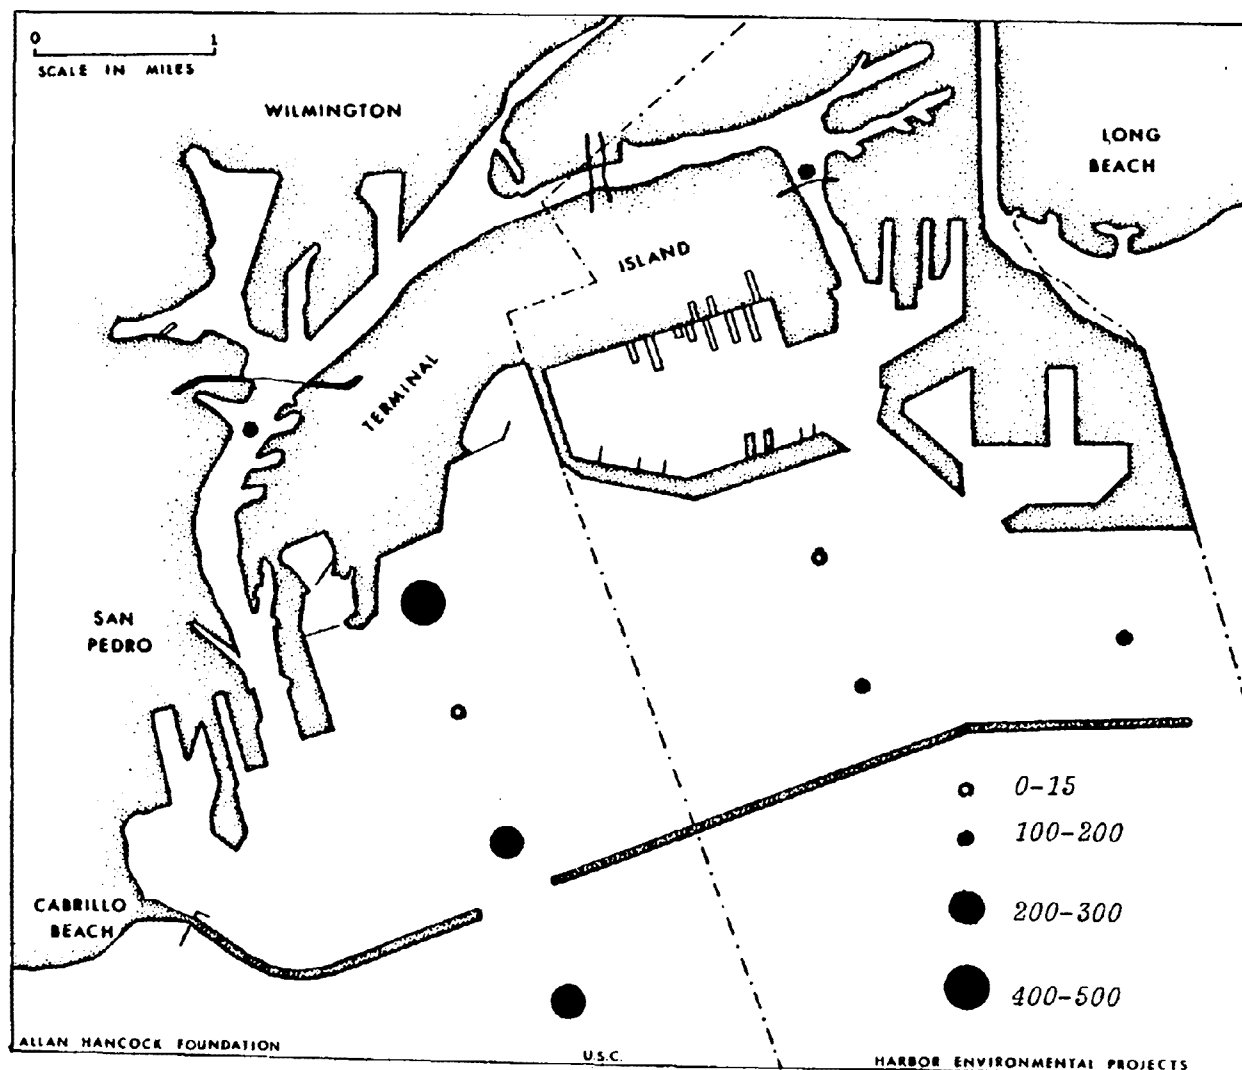 0 1
SCALE IN MILES
WILMINGTON
LONG
BEACH
ISLAND
TERMINAL
SAN
PEDRO
0-15
100-200
CABRILLO
BEACH
200-300
400-500
ALLAN HANCOCK FOUNDATION
U.S.C.
HARBOR ENVIRONMENTAL PROJECTS